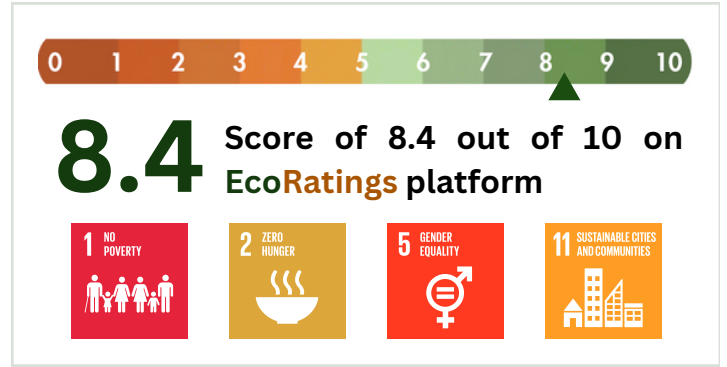 0 1 2 3 4 5 6 7 8 9 10
8.4
Score of 8.4 out of 10 on
EcoRatings platform
1 NO
POVERTY
2 ZERO
HUNGER
5 GENDER
EQUALITY
11 SUSTAINABLE CITIES
AND COMMUNITIES